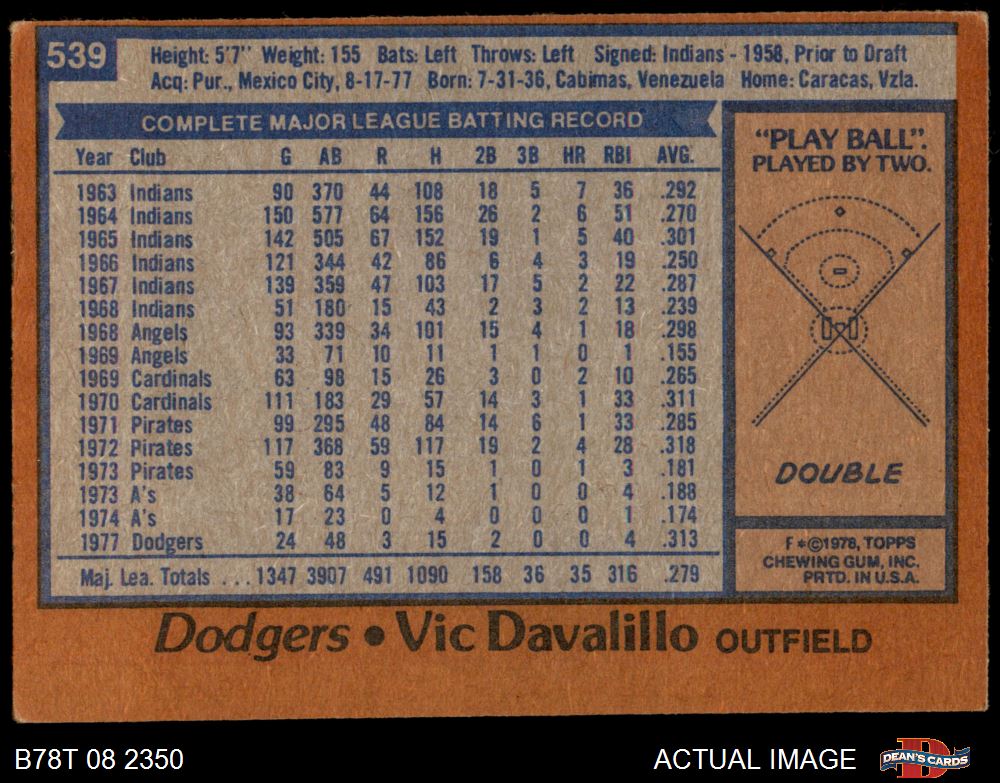 539
Height: 5'7" Weight: 155 Bats: Left Throws: Left Signed: Indians - 1958, Prior to Draft
Acq: Pur., Mexico City, 8-17-77 Born: 7-31-36, Cabimas, Venezuela Home: Caracas, Vzla.
COMPLETE MAJOR LEAGUE BATTING RECORD
Year Club G AB R H 2B 3B HR RBI AVG.
1963 Indians 90 370 44 108 18 5 7 36 .292
1964 Indians 150 577 64 156 26 2 6 51 .270
1965 Indians 142 505 67 152 19 1 5 40 .301
1966 Indians 121 344 42 86 6 4 3 19 .250
1967 Indians 139 359 47 103 17 5 2 22 .287
1968 Indians 51 180 15 43 2 3 2 13 .239
1968 Angels 93 339 34 101 15 4 1 18 .298
1969 Angels 33 71 10 11 1 1 0 1 .155
1969 Cardinals 63 98 15 26 3 0 2 10 .265
1970 Cardinals 111 183 29 57 14 3 1 33 .311
1971 Pirates 99 295 48 84 14 6 1 33 .285
1972 Pirates 117 368 59 117 19 2 4 28 .318
1973 Pirates 59 83 9 15 1 0 1 3 .181
1973 A's 38 64 5 12 1 0 0 4 .188
1974 A's 17 23 0 4 0 0 0 1 .174
1977 Dodgers 24 48 3 15 2 0 0 4 .313
Maj. Lea. Totals ... 1347 3907 491 1090 158 36 35 316 .279
"PLAY BALL".
PLAYED BY TWO.
DOUBLE
F *©1978, TOPPS
CHEWING GUM, INC.
PRTD. IN U.S.A.
Dodgers • Vic Davalillo OUTFIELD
B78T 08 2350
ACTUAL IMAGE
D
DEAN'S CARDS